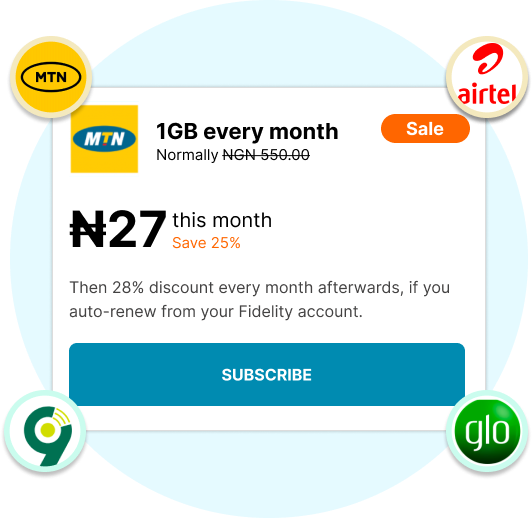 MTN
airtel
MTN
1GB every month
Sale
Normally NGN 550.00
₦27 this month
Save 25%
Then 28% discount every month afterwards, if you
auto-renew from your Fidelity account.
SUBSCRIBE
9
glo